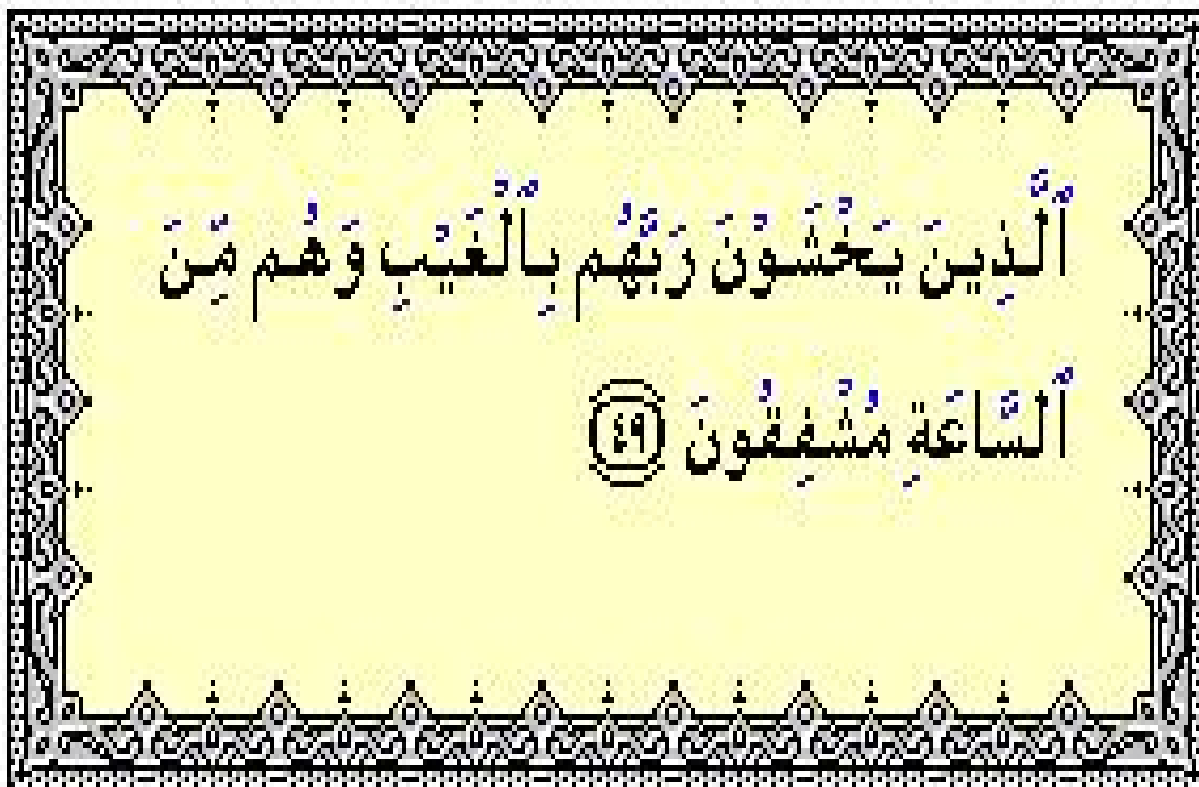 ٱلَّذِينَ يَخْشَوْنَ رَبَّهُم بِٱلْغَيْبِ وَهُم مِّنَ
ٱلسَّاعَةِ مُشْفِقُونَ ٤٩